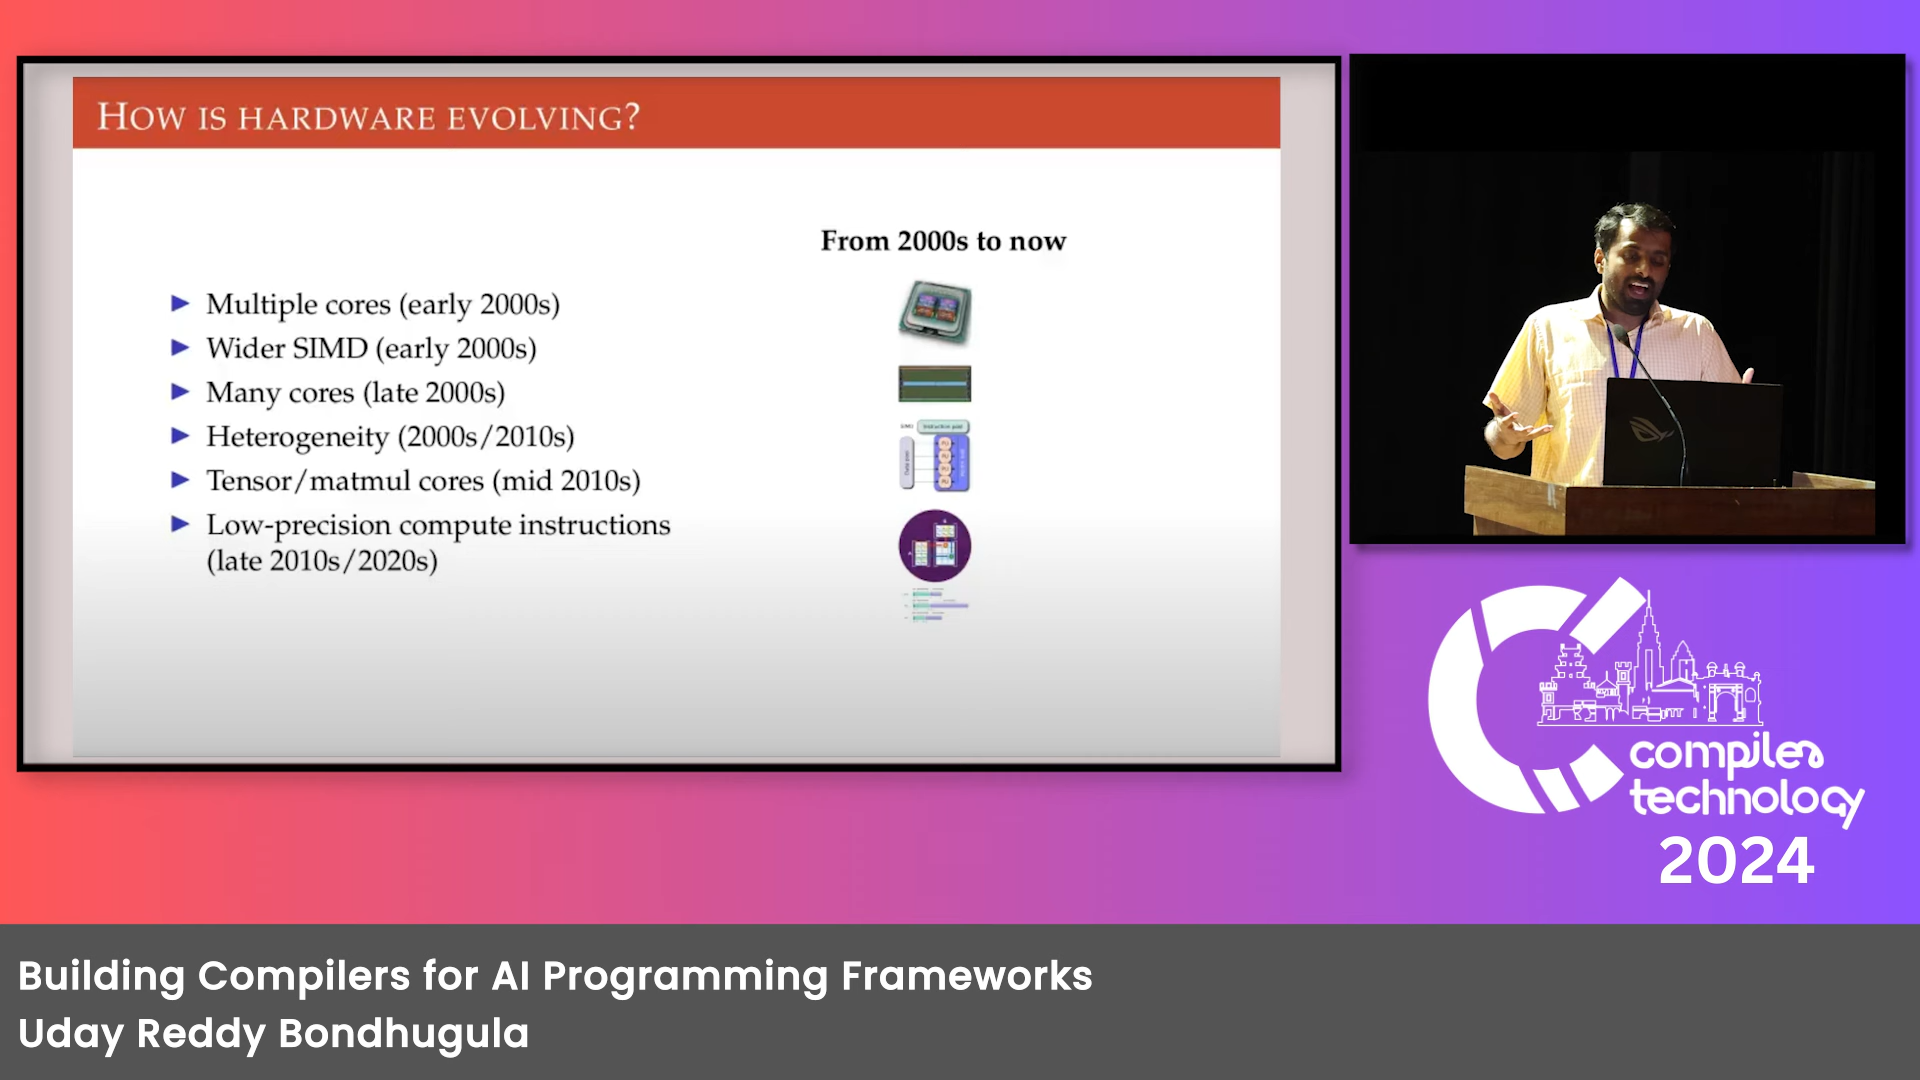 HOW IS HARDWARE EVOLVING?
From 2000s to now
▶ Multiple cores (early 2000s)
▶ Wider SIMD (early 2000s)
▶ Many cores (late 2000s)
▶ Heterogeneity (2000s/2010s)
▶ Tensor/matmul cores (mid 2010s)
▶ Low-precision compute instructions
(late 2010s/2020s)
compiler
technology
2024
Building Compilers for AI Programming Frameworks
Uday Reddy Bondhugula